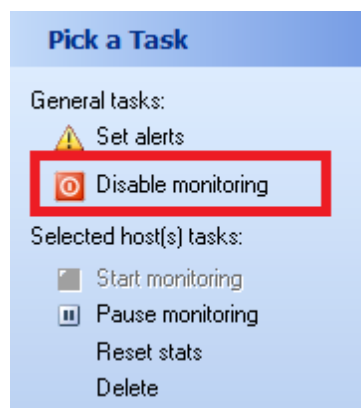 Pick a Task
General tasks:
Set alerts
Disable monitoring
Selected host(s) tasks:
Start monitoring
Pause monitoring
Reset stats
Delete